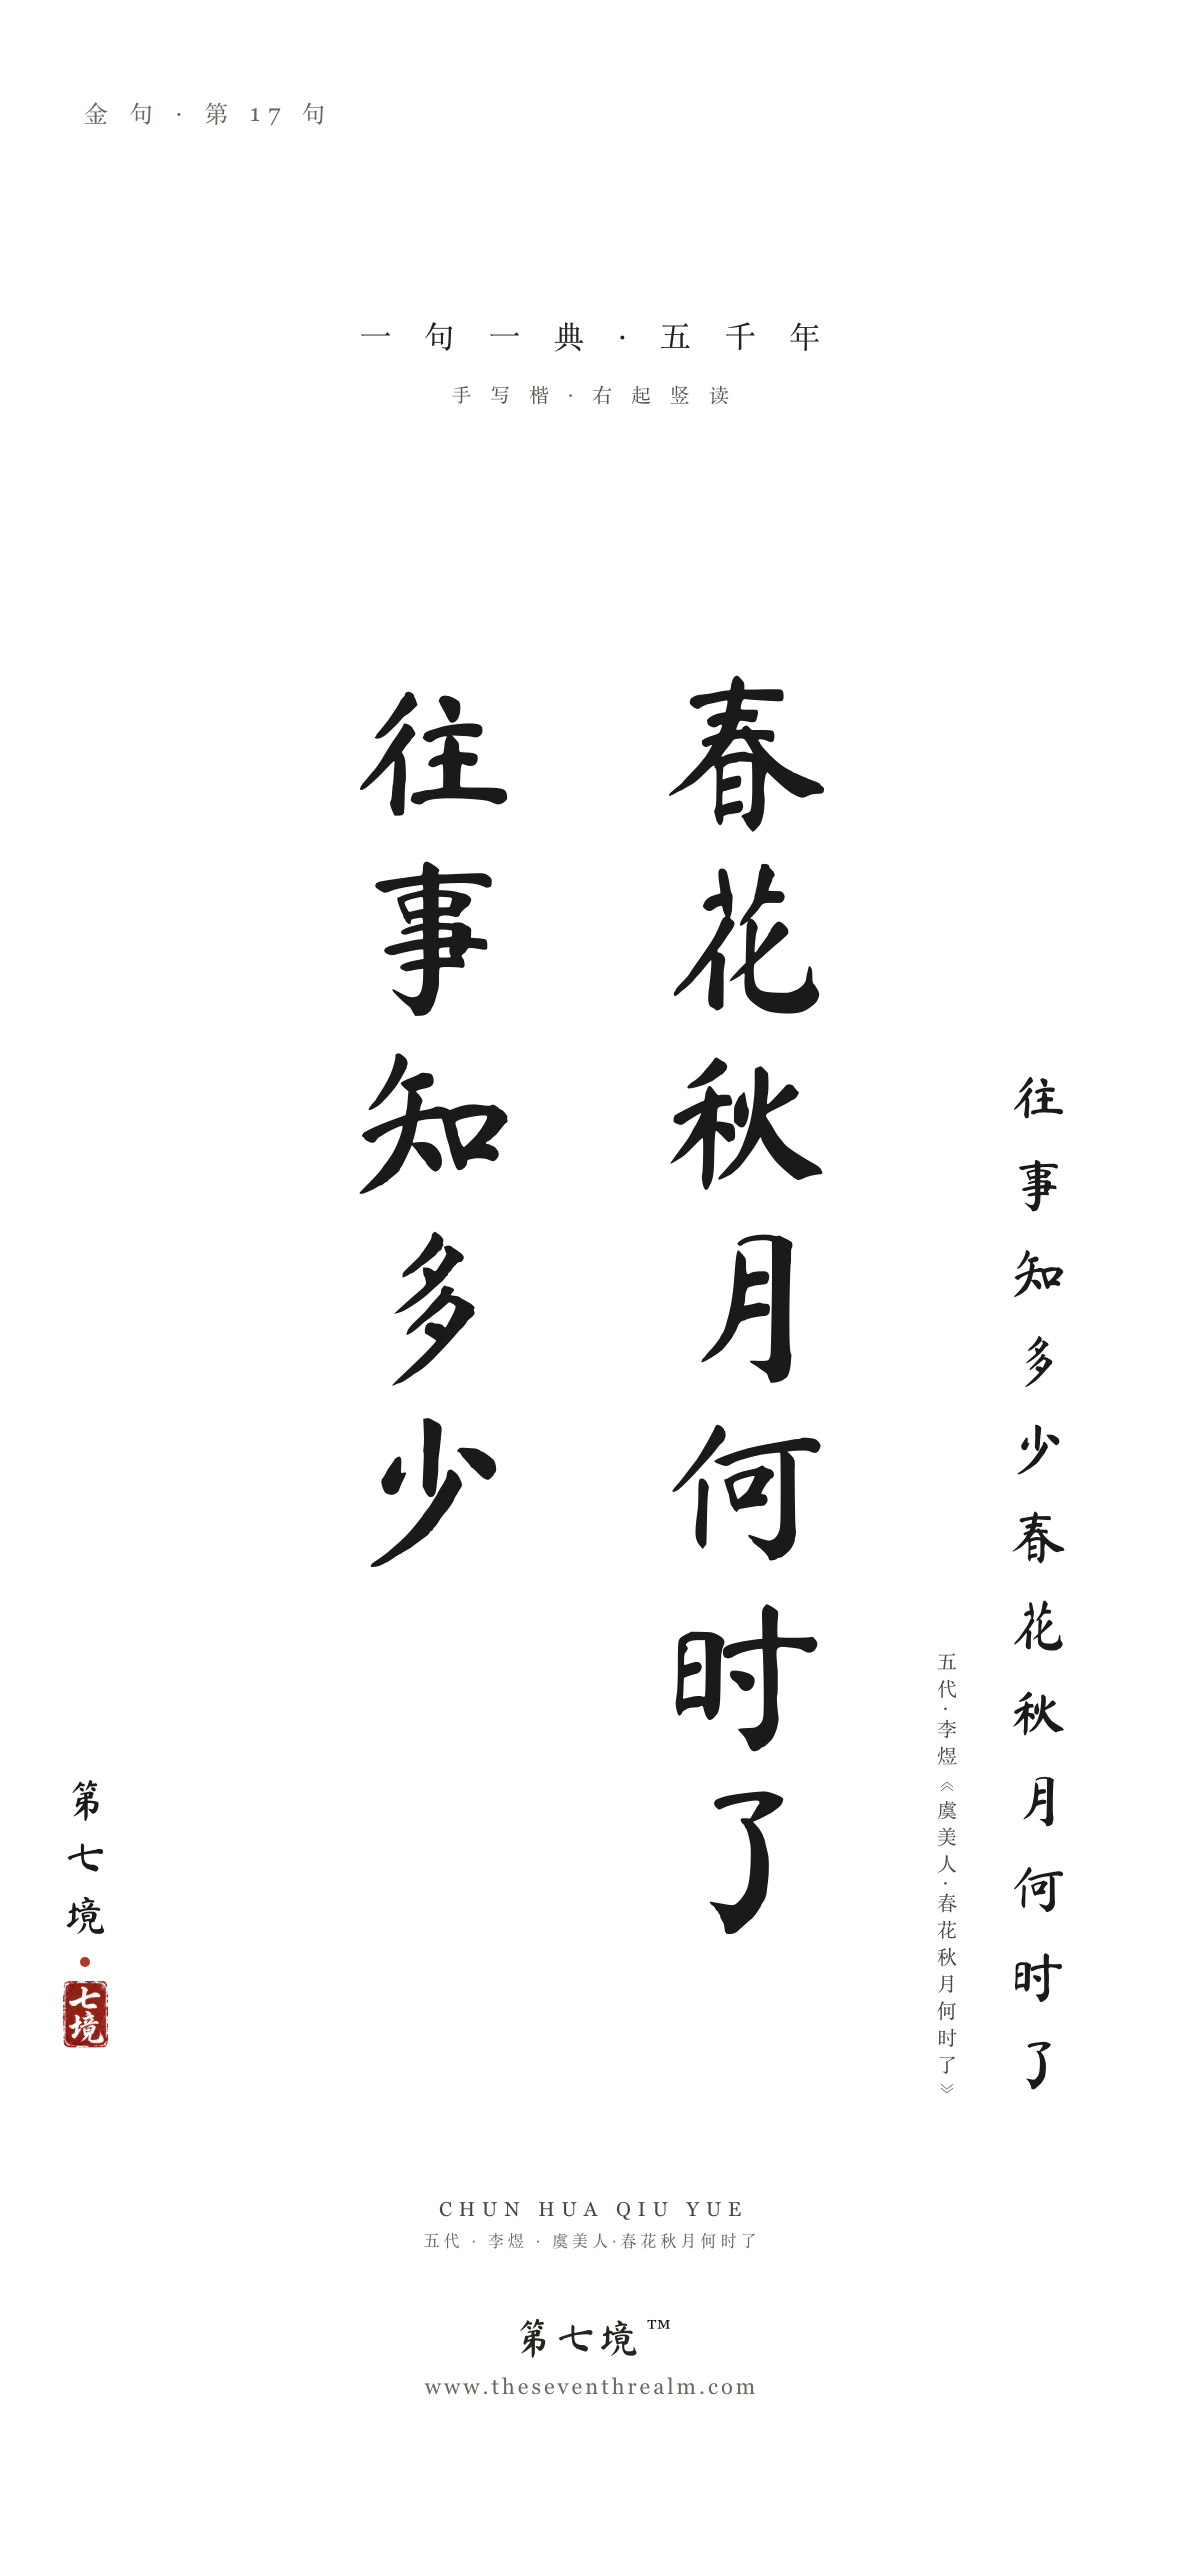 金句·第17句
一句一典·五千年
手写楷·右起竖读
春花秋月何时了
往事知多少
往事知多少春花秋月何时了
五代·李煜《虞美人·春花秋月何时了》
第七境
七境
CHUN HUA QIU YUE
五代 · 李煜 · 虞美人·春花秋月何时了
第七境™
www.theseventhrealm.com